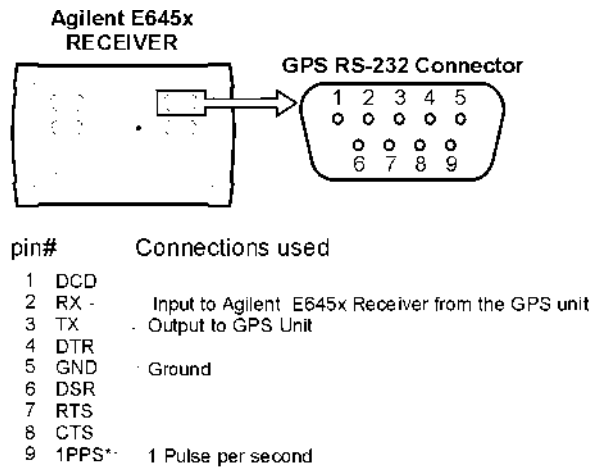 Agilent E645x
RECEIVER
GPS RS-232 Connector
1 2 3 4 5
6 7 8 9
pin# Connections used
1 DCD
2 RX - Input to Agilent E645x Receiver from the GPS unit
3 TX - Output to GPS Unit
4 DTR
5 GND - Ground
6 DSR
7 RTS
8 CTS
9 1PPS*- 1 Pulse per second